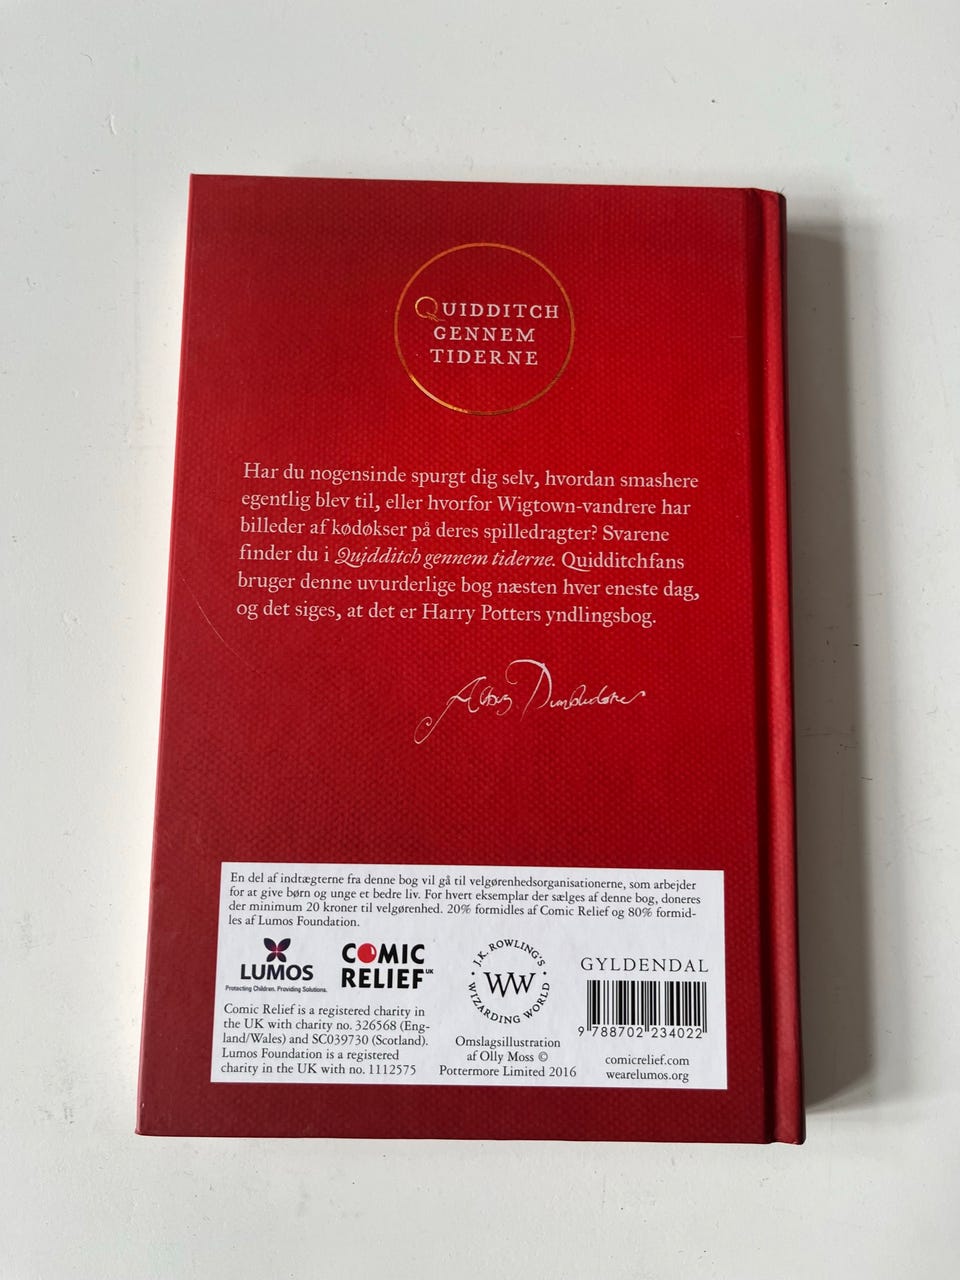 QUIDDITCH
GENNEM
TIDERNE
Har du nogensinde spurgt dig selv, hvordan smashere
egentlig blev til, eller hvorfor Wigtown-vandrere har
billeder af kødøkser på deres spilledragter? Svarene
finder du i Quidditch gennem tiderne. Quidditchfans
bruger denne uvurderlige bog næsten hver eneste dag,
og det siges, at det er Harry Potters yndlingsbog.
Albus Dumbledore
En del af indtægterne fra denne bog vil gå til velgørenhedsorganisationerne, som arbejder
for at give børn og unge et bedre liv. For hvert eksemplar der sælges af denne bog, doneres
der minimum 20 kroner til velgørenhed. 20% formidles af Comic Relief og 80% formid-
les af Lumos Foundation.
LUMOS
Protecting Children. Providing Solutions.
COMIC
RELIEF UK
Comic Relief is a registered charity in
the UK with charity no. 326568 (Eng-
land/Wales) and SC039730 (Scotland).
Lumos Foundation is a registered
charity in the UK with no. 1112575
· J.K. ROWLING'S ·
WW
WIZARDING WORLD
Omslagsillustration
af Olly Moss ©
Pottermore Limited 2016
GYLDENDAL
9 788702 234022
comicrelief.com
wearelumos.org